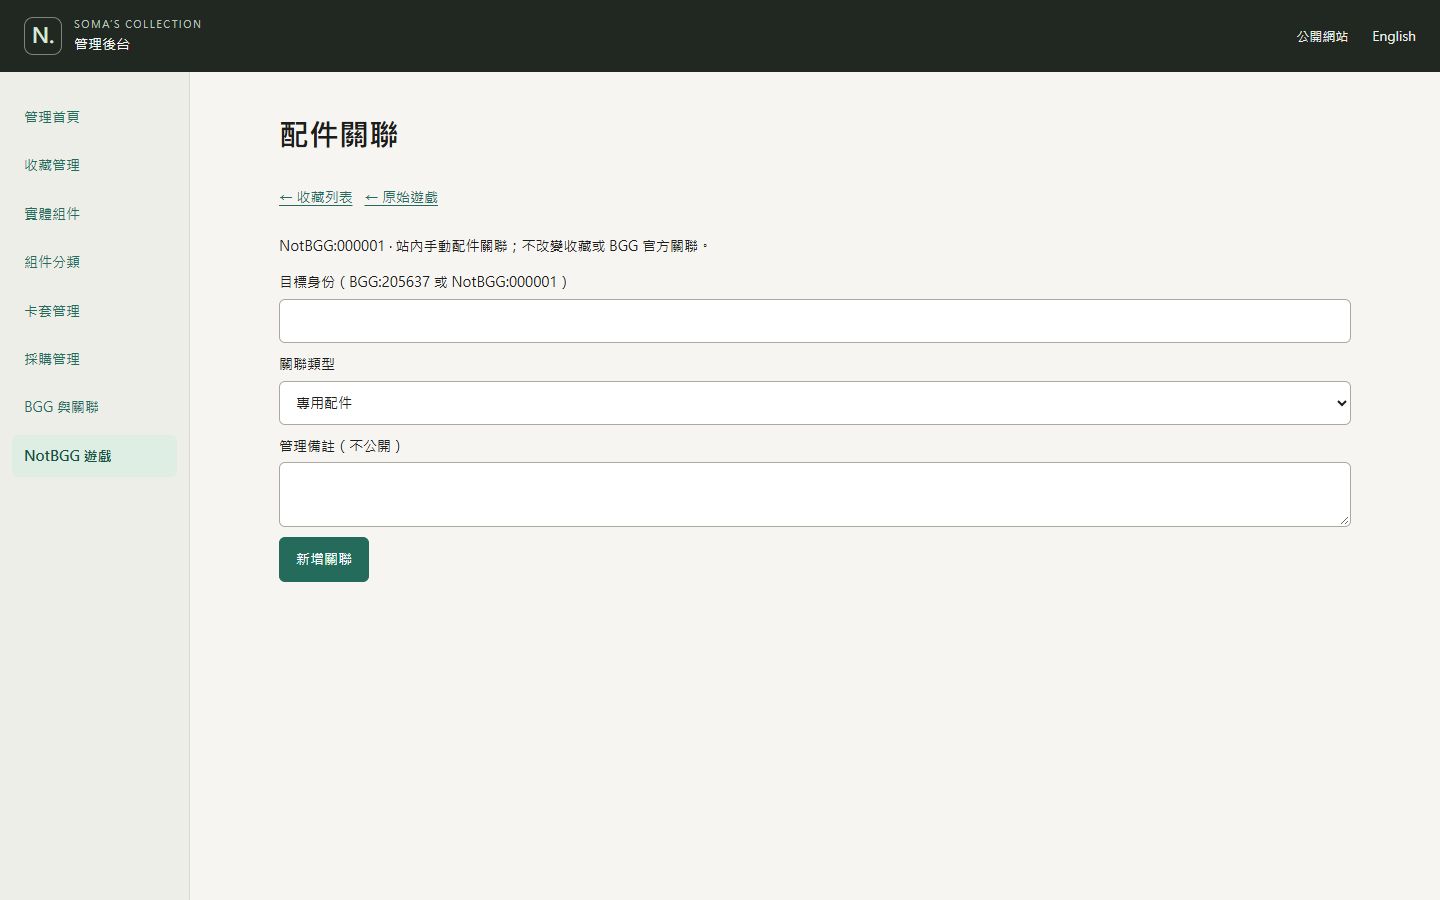 N.
SOMA'S COLLECTION
管理後台
公開網站
English
管理首頁
收藏管理
實體組件
組件分類
卡套管理
採購管理
BGG 與關聯
NotBGG 遊戲
配件關聯
← 收藏列表 ← 原始遊戲
NotBGG:000001 · 站內手動配件關聯；不改變收藏或 BGG 官方關聯。
目標身份（BGG:205637 或 NotBGG:000001）
關聯類型
專用配件
管理備註（不公開）
新增關聯